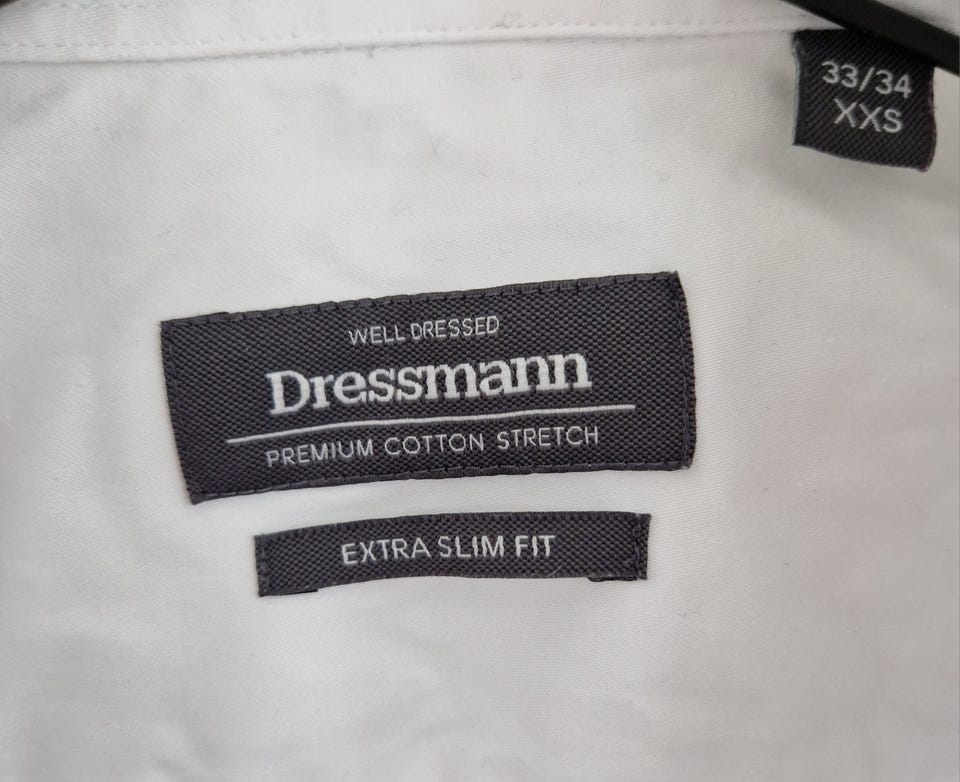 33/34
XXS
WELL DRESSED
Dressmann
PREMIUM COTTON STRETCH
EXTRA SLIM FIT